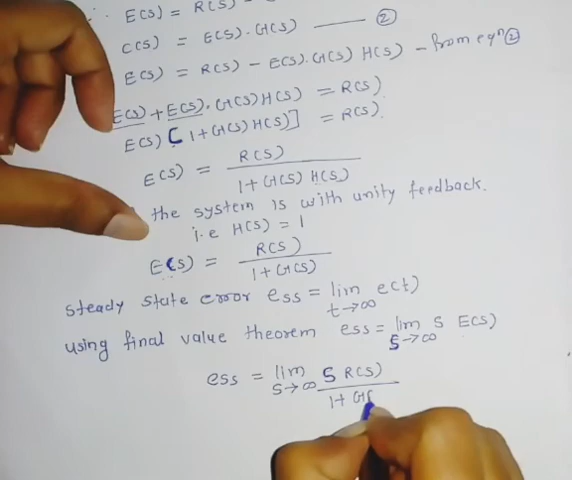 ∴ E(s) = R(s) -
C(s) = E(s). G(s) —— ②
E(s) = R(s) - E(s). G(s) H(s) - from eqn ②
E(s) + E(s). G(s) H(s) = R(s)
E(s) [1 + G(s) H(s)] = R(s)
E(s) = R(s) / 1 + G(s) H(s)
the system is with unity feedback.
i.e H(s) = 1
E(s) = R(s) / 1 + G(s)
steady state error ess = lim t→∞ e(t)
using final value theorem ess = lim s→∞ s E(s)
ess = lim s→∞ s R(s) / 1 + G(